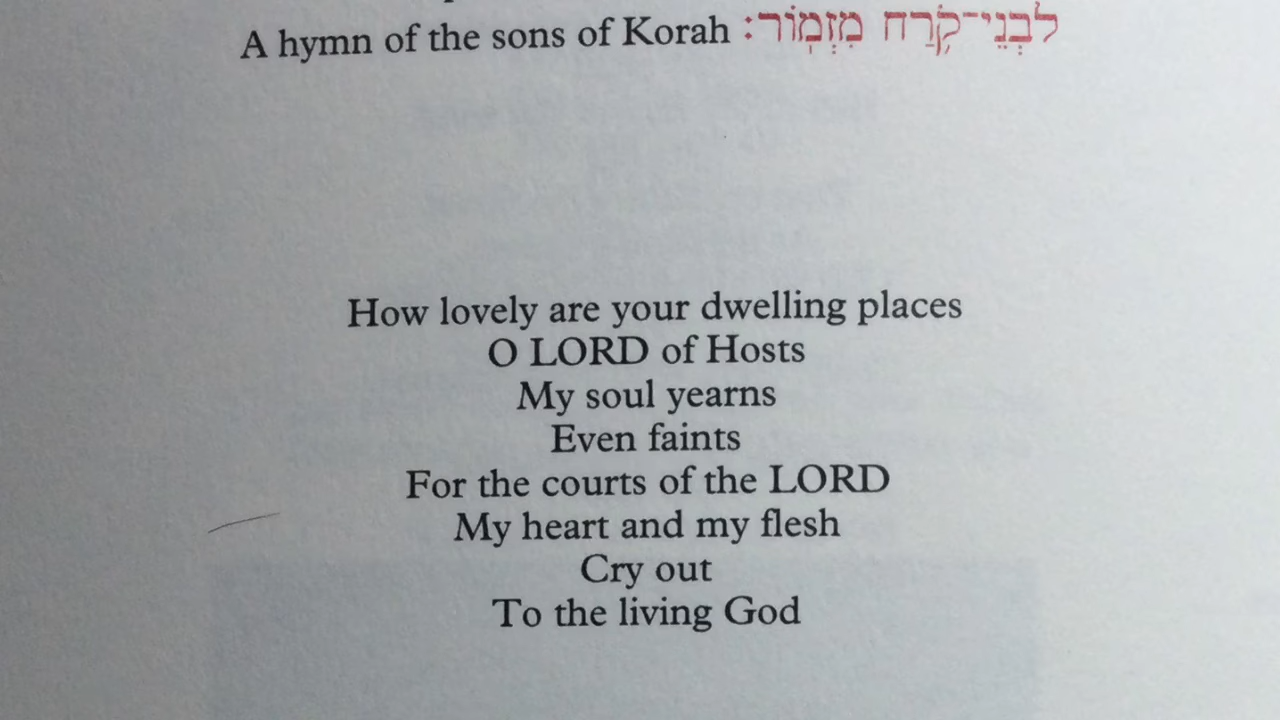 A hymn of the sons of Korah לִבְנֵי־קֹ֝רַח מִזְמֽוֹר׃
How lovely are your dwelling places
O LORD of Hosts
My soul yearns
Even faints
For the courts of the LORD
My heart and my flesh
Cry out
To the living God